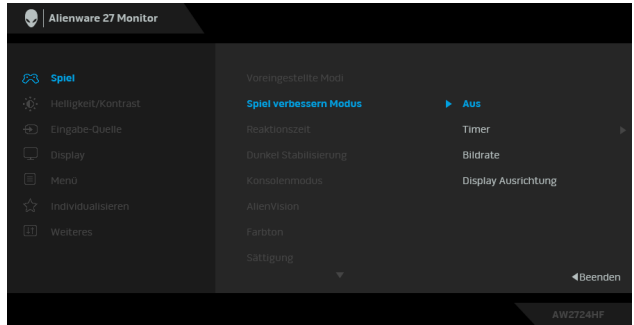 Alienware 27 Monitor
Spiel
Helligkeit/Kontrast
Eingabe-Quelle
Display
Menü
Individualisieren
Weiteres
Voreingestellte Modi
Spiel verbessern Modus
Reaktionszeit
Dunkel Stabilisierung
Konsolenmodus
AlienVision
Farbton
Sättigung
Aus
Timer
Bildrate
Display Ausrichtung
Beenden
AW2724HF